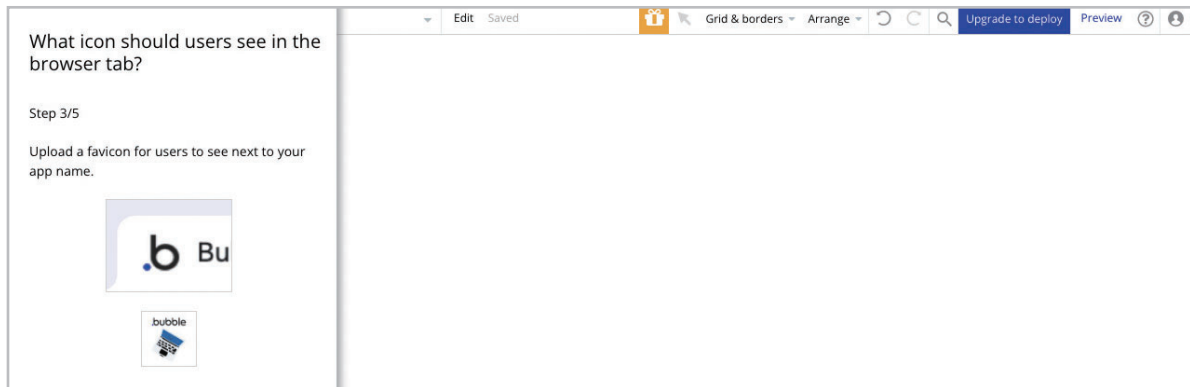 What icon should users see in the
browser tab?
Step 3/5
Upload a favicon for users to see next to your
app name.
.b Bu
.bubble
Edit Saved Grid & borders Arrange Upgrade to deploy Preview ?